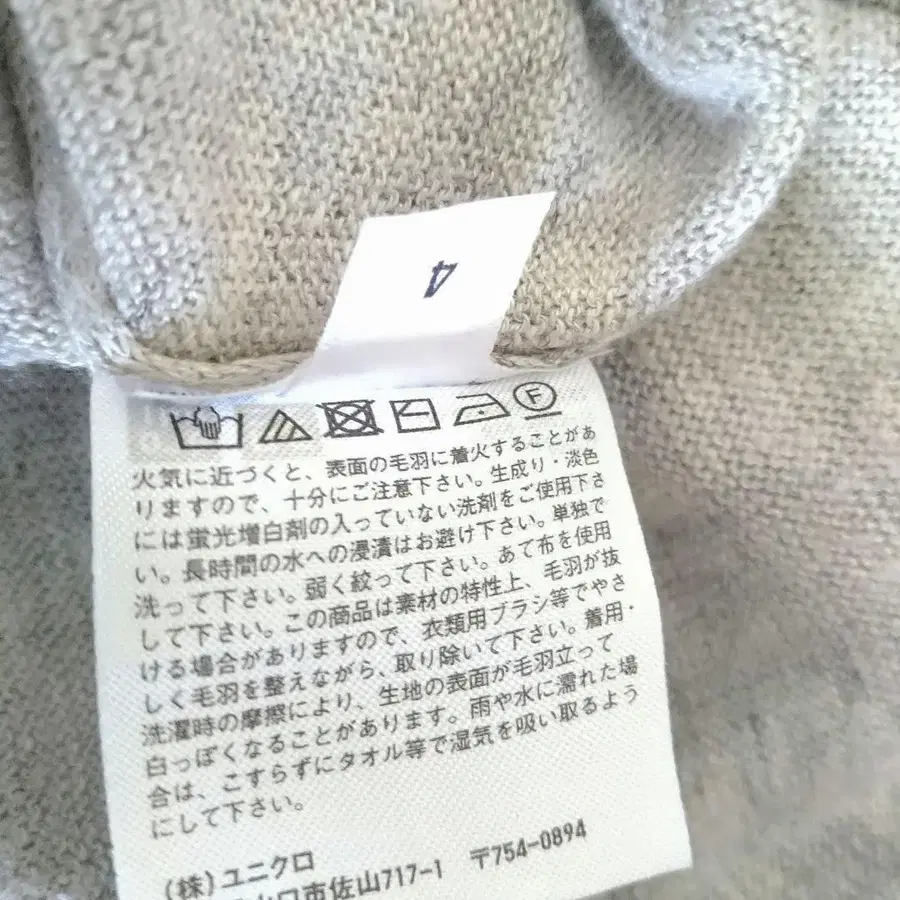 4
F
火気に近づくと、表面の毛羽に着火することがあ
りますので、十分にご注意下さい。生成り・淡色
には蛍光増白剤の入っていない洗剤をご使用下さ
い。長時間の水への浸漬はお避け下さい。単独で
洗って下さい。弱く絞って下さい。あて布を使用
して下さい。この商品は素材の特性上、毛羽が抜
ける場合がありますので、衣類用ブラシ等でやさ
しく毛羽を整えながら、取り除いて下さい。着用・
洗濯時の摩擦により、生地の表面が毛羽立って
白っぽくなることがあります。雨や水に濡れた場
合は、こすらずにタオル等で湿気を吸い取るよう
にして下さい。
(株)ユニクロ
山口市佐山717-1 〒754-0894